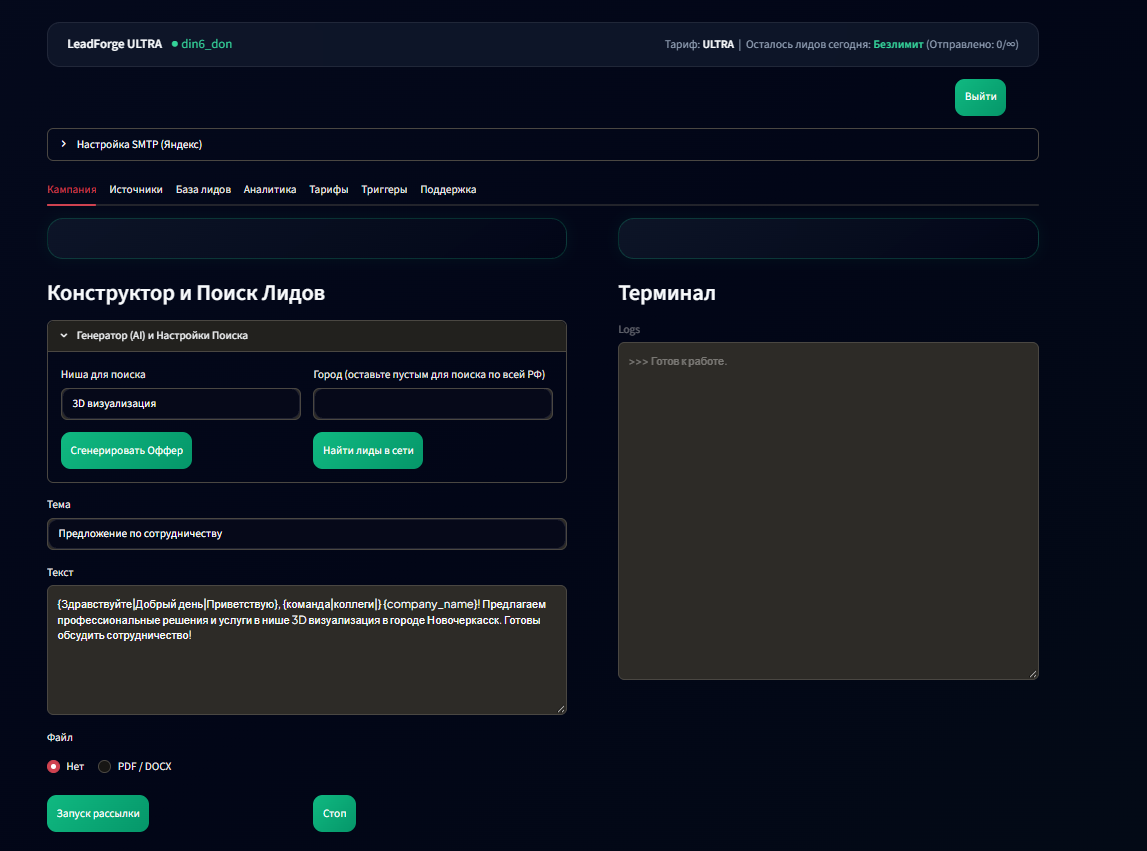 LeadForge ULTRA ● din6_don
Тариф: ULTRA | Осталось лидов сегодня: Безлимит (Отправлено: 0/∞)
Выйти
Настройка SMTP (Яндекс)
Кампания Источники База лидов Аналитика Тарифы Триггеры Поддержка
Конструктор и Поиск Лидов
Генератор (AI) и Настройки Поиска
Ниша для поиска
3D визуализация
Город (оставьте пустым для поиска по всей РФ)
Сгенерировать Оффер
Найти лиды в сети
Тема
Предложение по сотрудничеству
Текст
{Здравствуйте|Добрый день|Приветствую}, {команда|коллеги|} {company_name}! Предлагаем
профессиональные решения и услуги в нише 3D визуализация в городе Новочеркасск. Готовы
обсудить сотрудничество!
Файл
Нет
PDF / DOCX
Запуск рассылки
Стоп
Терминал
Logs
>>> Готов к работе.